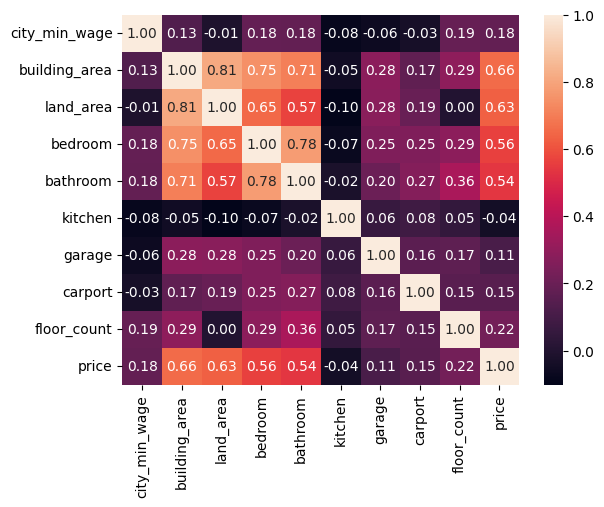 city_min_wage 1.00 0.13 -0.01 0.18 0.18 -0.08 -0.06 -0.03 0.19 0.18
building_area 0.13 1.00 0.81 0.75 0.71 -0.05 0.28 0.17 0.29 0.66
land_area -0.01 0.81 1.00 0.65 0.57 -0.10 0.28 0.19 0.00 0.63
bedroom 0.18 0.75 0.65 1.00 0.78 -0.07 0.25 0.25 0.29 0.56
bathroom 0.18 0.71 0.57 0.78 1.00 -0.02 0.20 0.27 0.36 0.54
kitchen -0.08 -0.05 -0.10 -0.07 -0.02 1.00 0.06 0.08 0.05 -0.04
garage -0.06 0.28 0.28 0.25 0.20 0.06 1.00 0.16 0.17 0.11
carport -0.03 0.17 0.19 0.25 0.27 0.08 0.16 1.00 0.15 0.15
floor_count 0.19 0.29 0.00 0.29 0.36 0.05 0.17 0.15 1.00 0.22
price 0.18 0.66 0.63 0.56 0.54 -0.04 0.11 0.15 0.22 1.00
city_min_wage
building_area
land_area
bedroom
bathroom
kitchen
garage
carport
floor_count
price
1.0
0.8
0.6
0.4
0.2
0.0